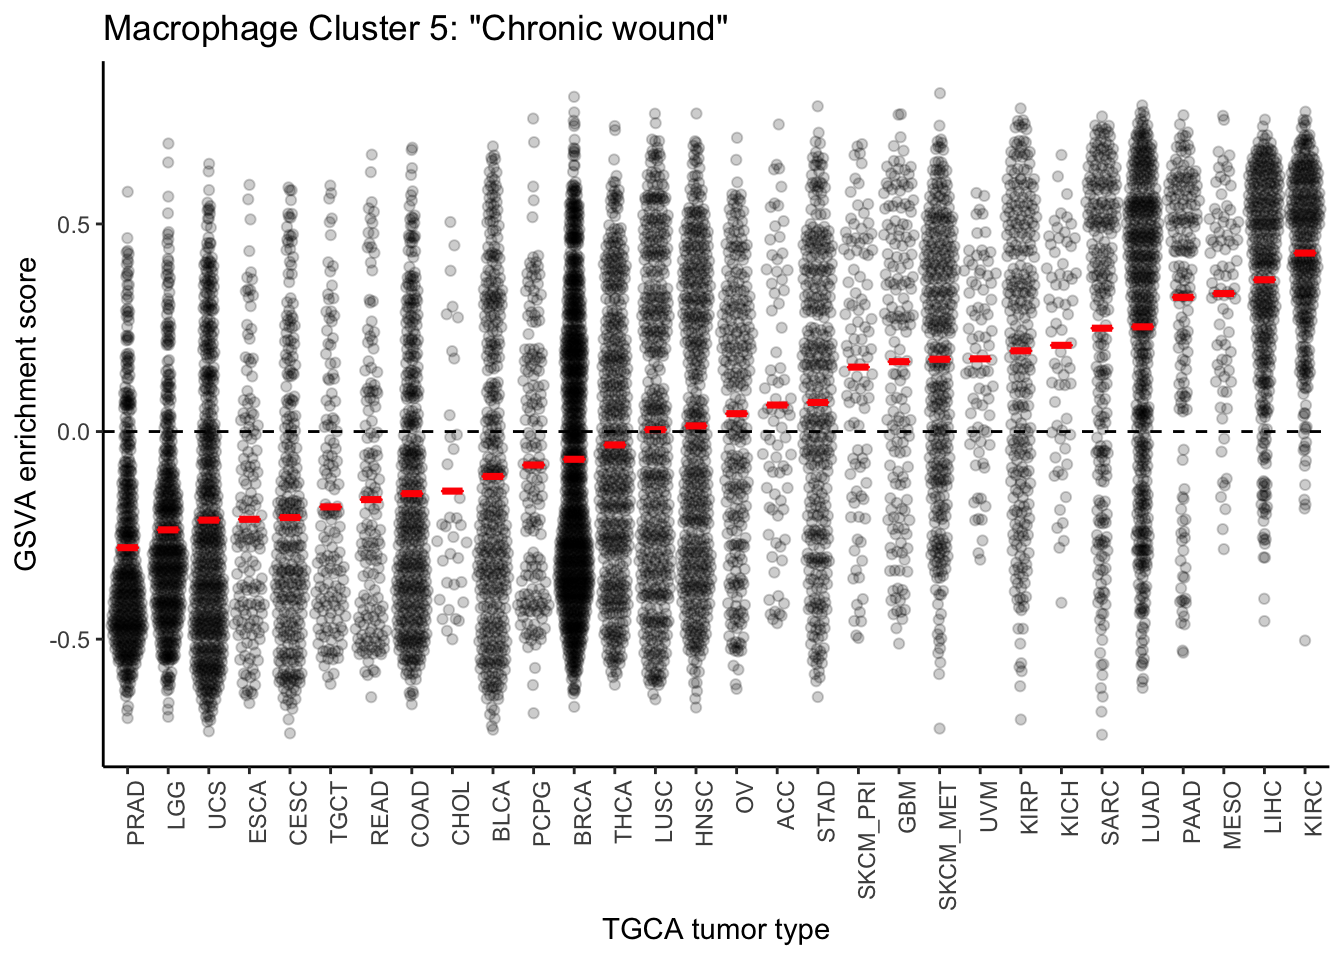 Macrophage Cluster 5: "Chronic wound"
GSVA enrichment score
0.5
0.0
-0.5
PRAD
LGG
UCS
ESCA
CESC
TGCT
READ
COAD
CHOL
BLCA
PCPG
BRCA
THCA
LUSC
HNSC
OV
ACC
STAD
SKCM_PRI
GBM
SKCM_MET
UVM
KIRP
KICH
SARC
LUAD
PAAD
MESO
LIHC
KIRC
TGCA tumor type